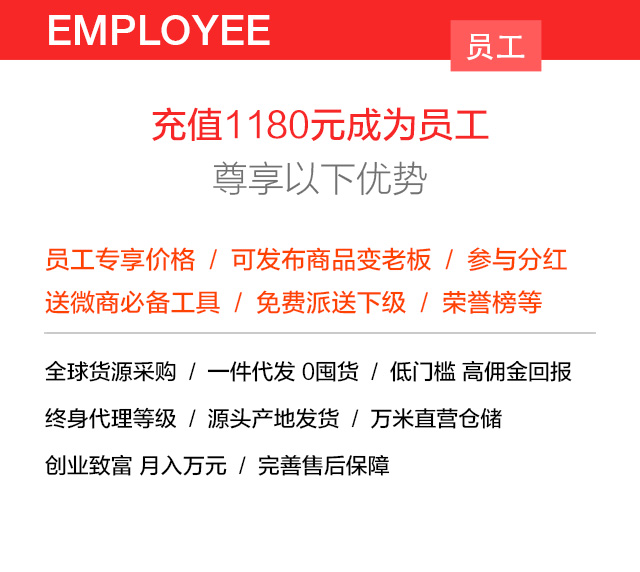 EMPLOYEE
员工
充值1180元成为员工
尊享以下优势
员工专享价格 / 可发布商品变老板 / 参与分红
送微商必备工具 / 免费派送下级 / 荣誉榜等
全球货源采购 / 一件代发 0囤货 / 低门槛 高佣金回报
终身代理等级 / 源头产地发货 / 万米直营仓储
创业致富 月入万元 / 完善售后保障